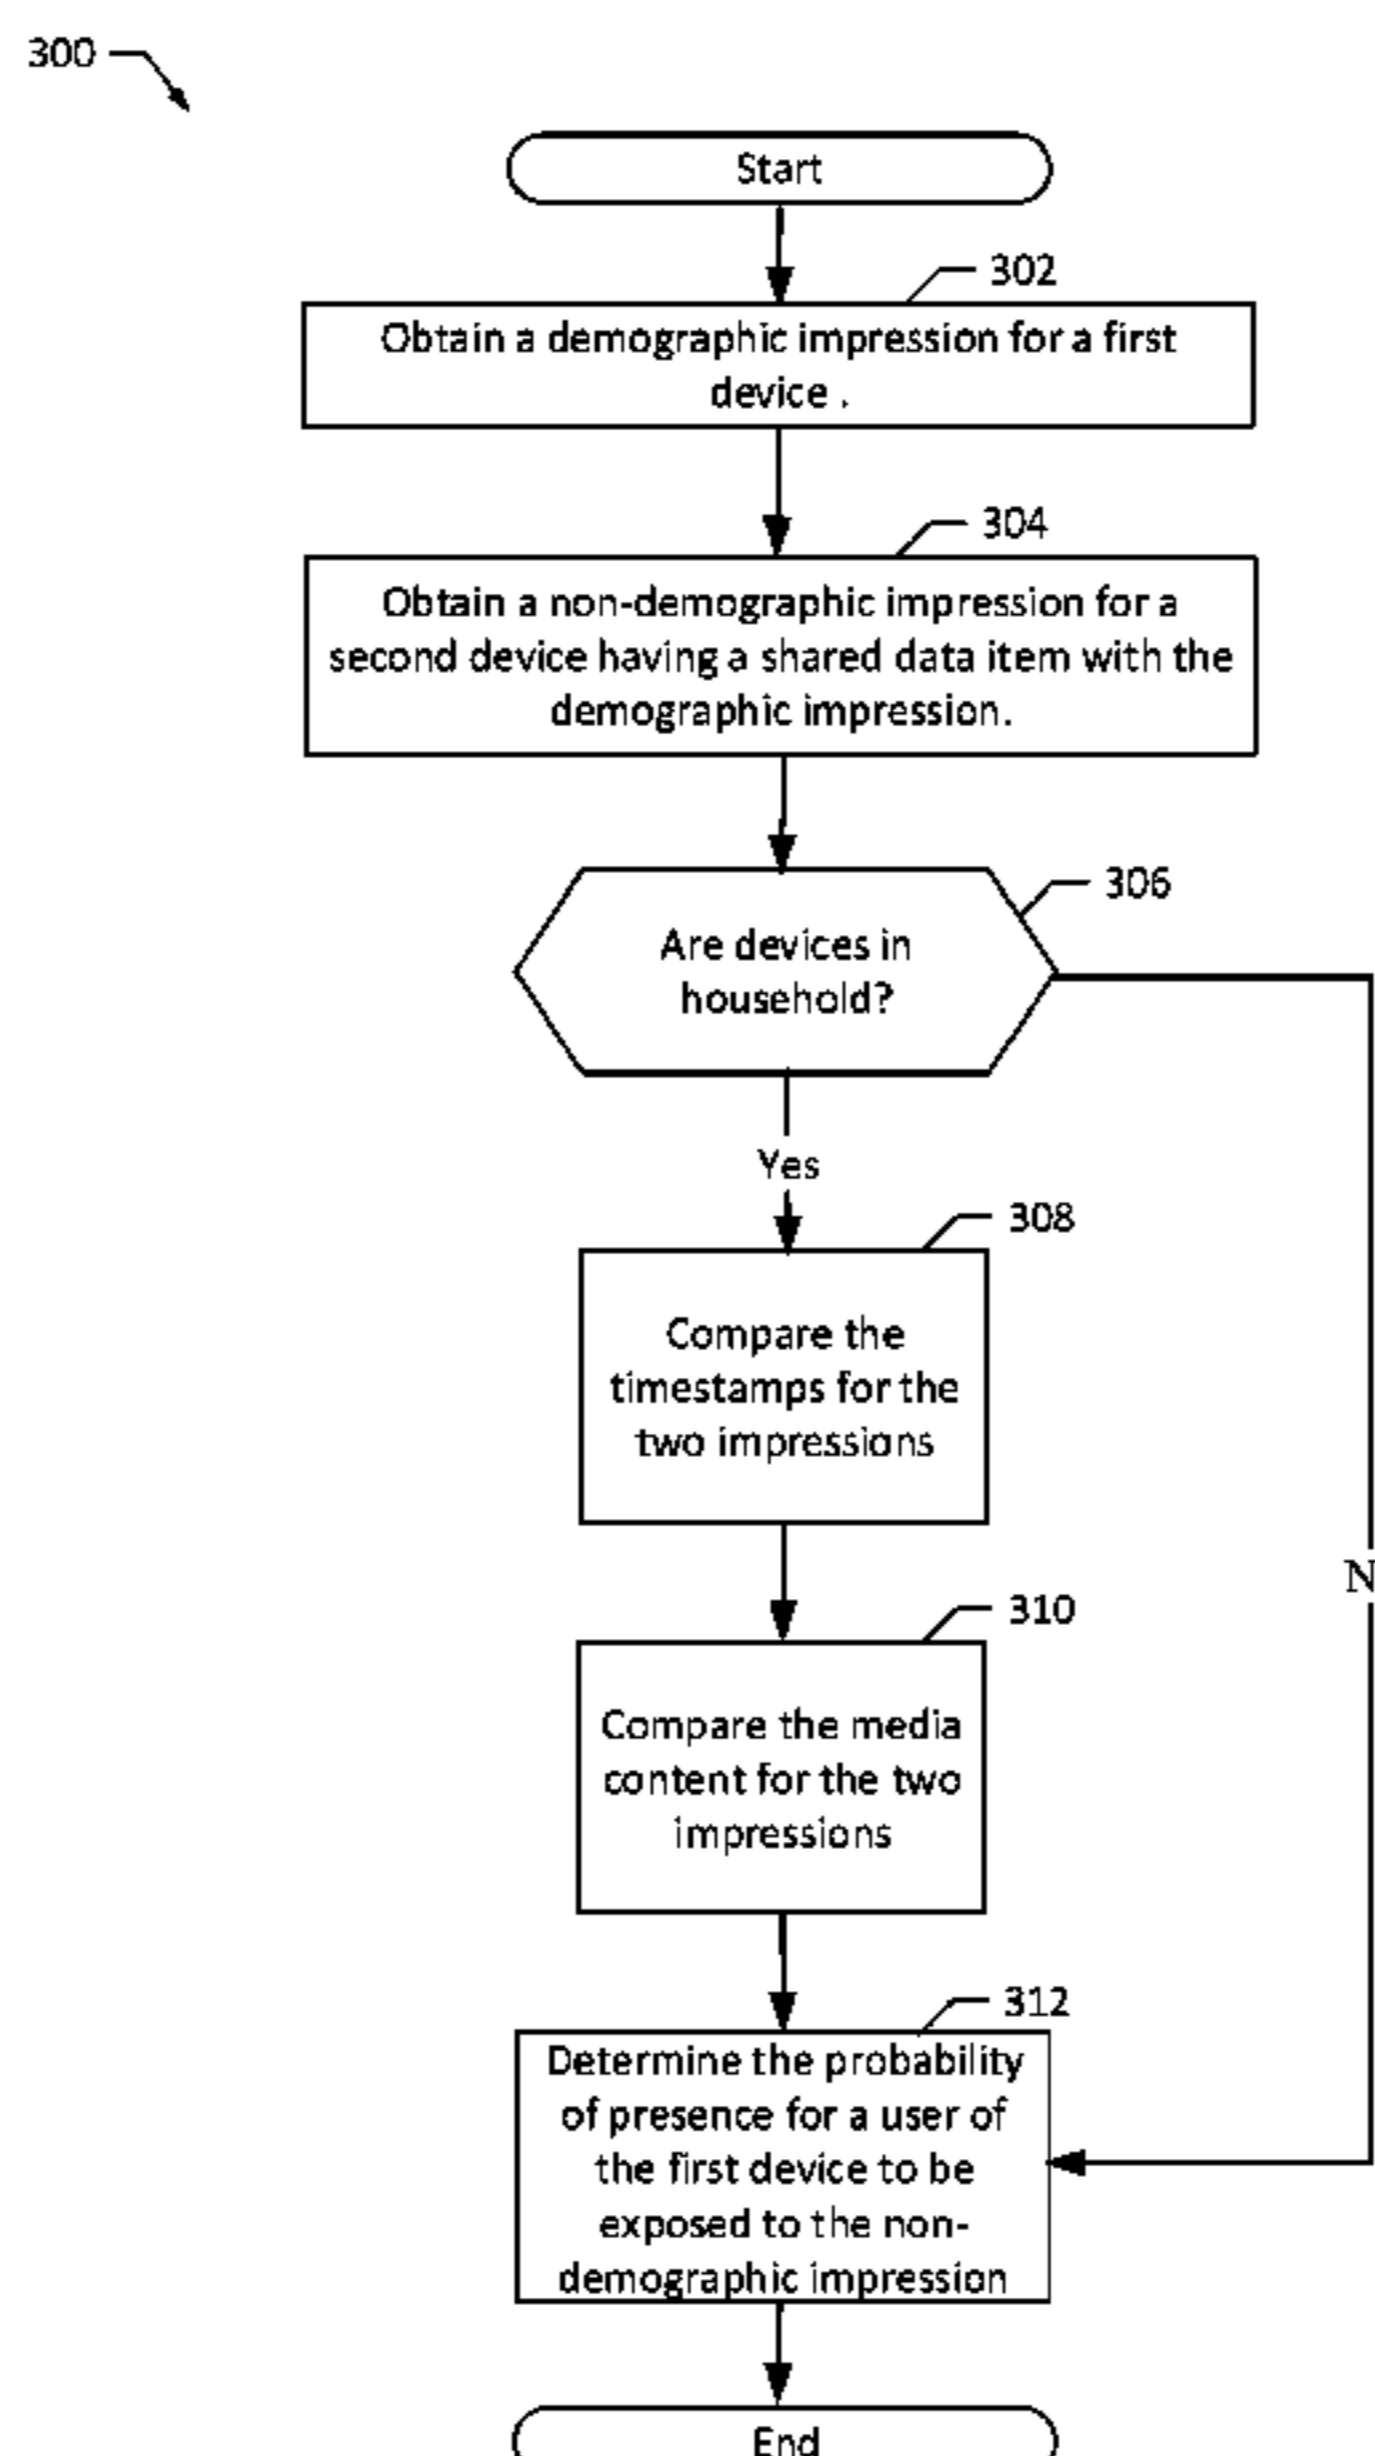 300
Start
302
Obtain a demographic impression for a first
device .
304
Obtain a non-demographic impression for a
second device having a shared data item with the
demographic impression.
306
Are devices in
household?
Yes
308
Compare the
timestamps for the
two impressions
N
310
Compare the media
content for the two
impressions
312
Determine the probability
of presence for a user of
the first device to be
exposed to the non-
demographic impression
End